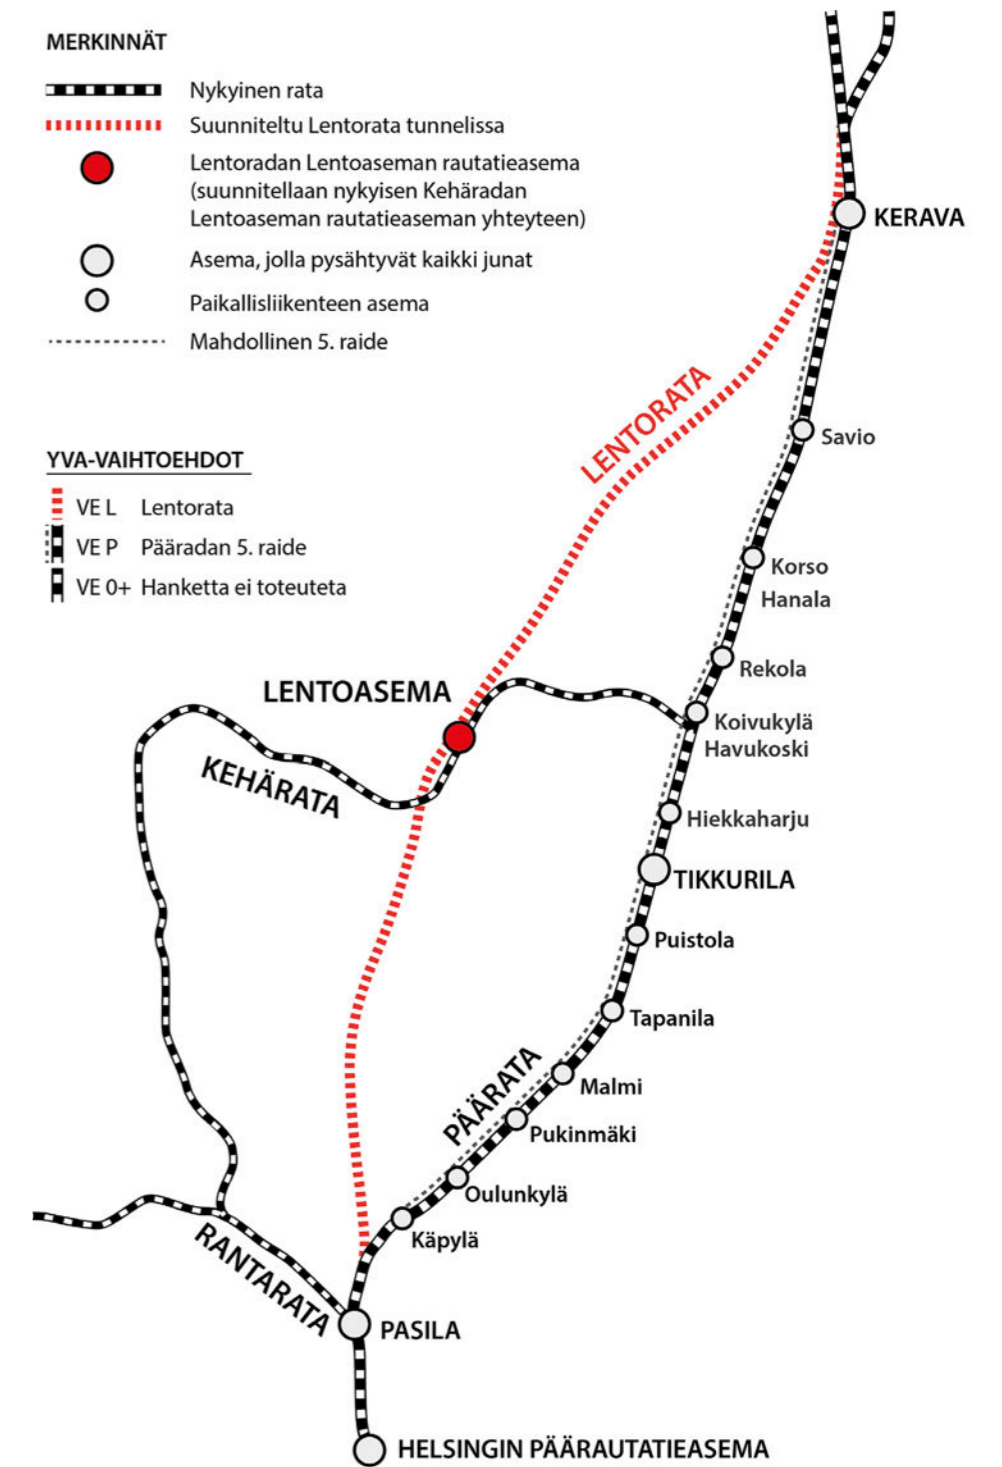 MERKINNÄT
Nykyinen rata
Suunniteltu Lentorata tunnelissa
Lentoradan Lentoaseman rautatieasema
(suunnitellaan nykyisen Kehäradan
Lentoaseman rautatieaseman yhteyteen)
Asema, jolla pysähtyvät kaikki junat
Paikallisliikenteen asema
Mahdollinen 5. raide
YVA-VAIHTOEHDOT
VE L Lentorata
VE P Pääradan 5. raide
VE 0+ Hanketta ei toteuteta
KERAVA
LENTORATA
Savio
Korso
Hanala
Rekola
LENTOASEMA
Koivukylä
Havukoski
KEHÄRATA
Hiekkaharju
TIKKURILA
Puistola
Tapanila
PÄÄRATA
Malmi
Pukinmäki
Oulunkylä
Käpylä
RANTARATA
PASILA
HELSINGIN PÄÄRAUTATIEASEMA